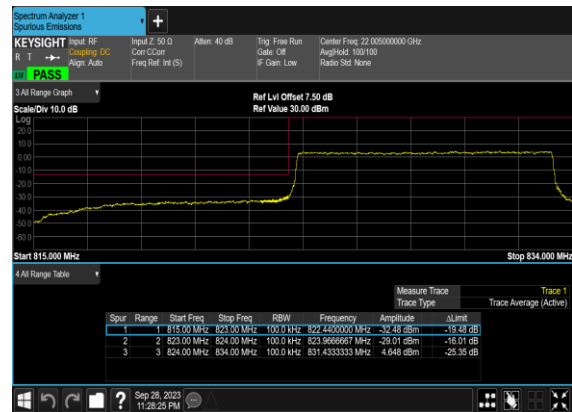 Spectrum Analyzer 1
Spurious Emissions
KEYSIGHT Input: RF Input Z: 50 Ω Atten: 40 dB Trig: Free Run Center Freq: 22.005000000 GHz
R T Coupling: DC Corr CCorr Gate: Off Avg|Hold: 100/100
Align: Auto Freq Ref: Int (S) IF Gain: Low Radio Std: None
PASS
3 All Range Graph
Ref Lvl Offset 7.50 dB
Scale/Div 10.0 dB Ref Value 30.00 dBm
Log
20.0
10.0
0.00
-10.0
-20.0
-30.0
-40.0
-50.0
-60.0
Start 815.000 MHz Stop 834.000 MHz
4 All Range Table
Measure Trace Trace 1
Trace Type Trace Average (Active)
Spur Range Start Freq Stop Freq RBW Frequency Amplitude ΔLimit
1 1 815.00 MHz 823.00 MHz 100.0 kHz 822.4400000 MHz -32.48 dBm -19.48 dB
2 2 823.00 MHz 824.00 MHz 100.0 kHz 823.9666667 MHz -29.01 dBm -16.01 dB
3 3 824.00 MHz 834.00 MHz 100.0 kHz 831.4333333 MHz 4.648 dBm -25.35 dB
Sep 28, 2023
11:28:25 PM